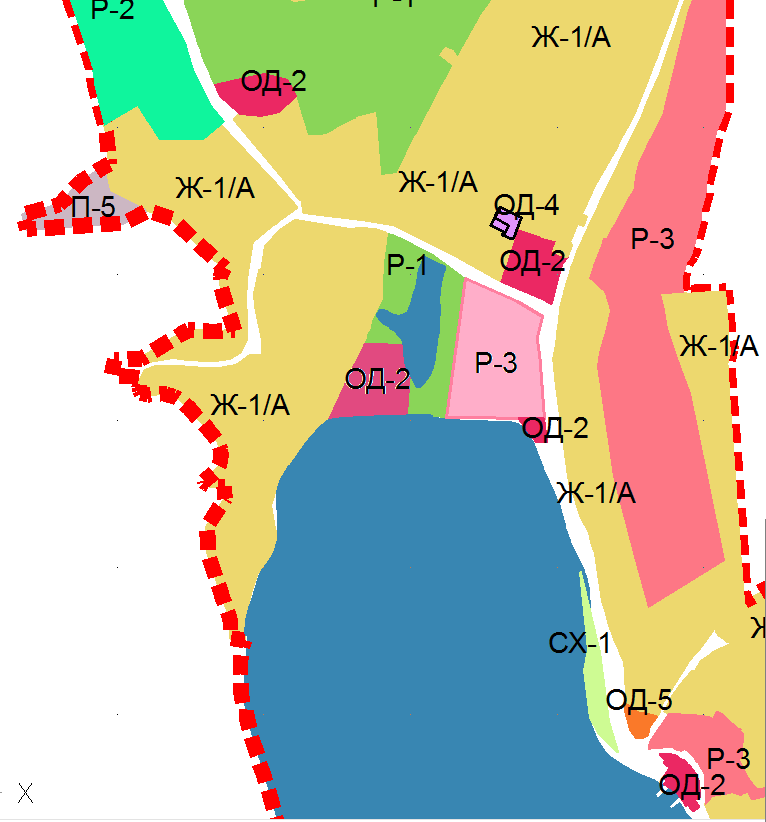 Р-2
Р-1
Ж-1/А
ОД-2
Ж-1/А
Ж-1/А
П-5
ОД-4
Р-3
Р-1
ОД-2
Ж-1/А
Р-3
ОД-2
Ж-1/А
ОД-2
Ж-1/А
Ж
СХ-1
ОД-5
Р-3
ОД-2
X